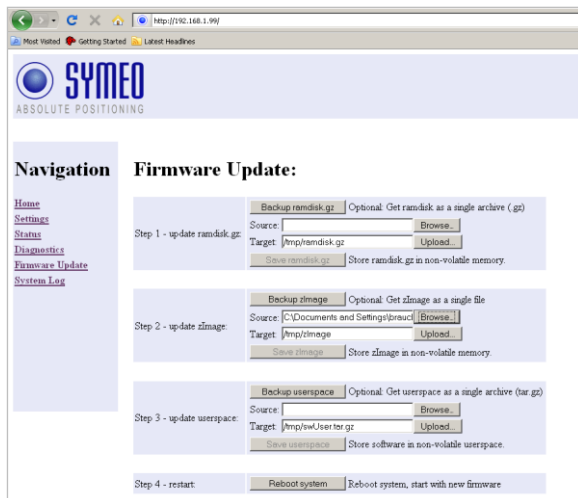 http://192.168.1.99/
Most Visited Getting Started Latest Headlines
SYMEO
ABSOLUTE POSITIONING
Navigation
Home
Settings
Status
Diagnostics
Firmware Update
System Log
Firmware Update:
Step 1 - update ramdisk.gz:
Backup ramdisk.gz Optional: Get ramdisk as a single archive (.gz)
Source: Browse..
Target: /tmp/ramdisk.gz Upload...
Save ramdisk.gz Store ramdisk.gz in non-volatile memory.
Step 2 - update zImage:
Backup zImage Optional: Get zImage as a single file
Source: C:\Documents and Settings\braucl Browse..
Target: /tmp/zImage Upload...
Save zImage Store zImage in non-volatile memory.
Step 3 - update userspace:
Backup userspace Optional: Get userspace as a single archive (tar.gz)
Source: Browse..
Target: /tmp/swUser.tar.gz Upload...
Save userspace Store software in non-volatile userspace.
Step 4 - restart: Reboot system Reboot system, start with new firmware